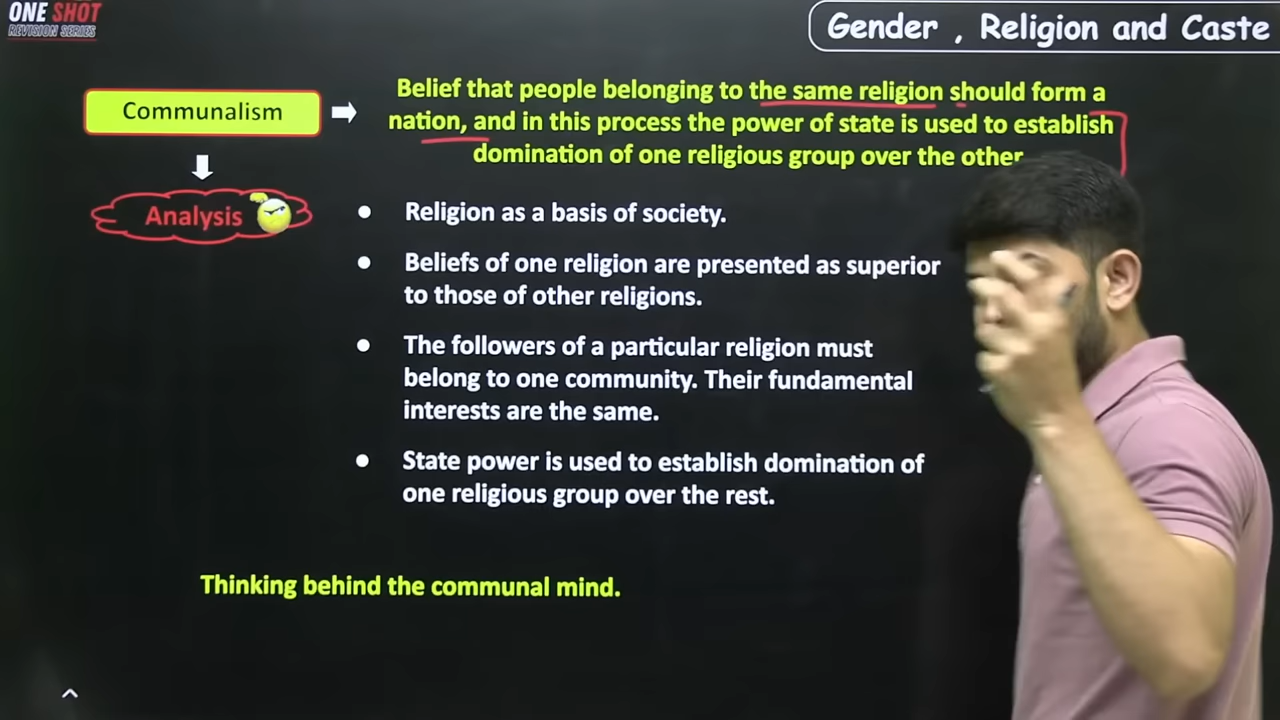 ONE SHOT
REVISION SERIES
Gender , Religion and Caste
Communalism
Belief that people belonging to the same religion should form a
nation, and in this process the power of state is used to establish
domination of one religious group over the other
Analysis
• Religion as a basis of society.
• Beliefs of one religion are presented as superior
to those of other religions.
• The followers of a particular religion must
belong to one community. Their fundamental
interests are the same.
• State power is used to establish domination of
one religious group over the rest.
Thinking behind the communal mind.